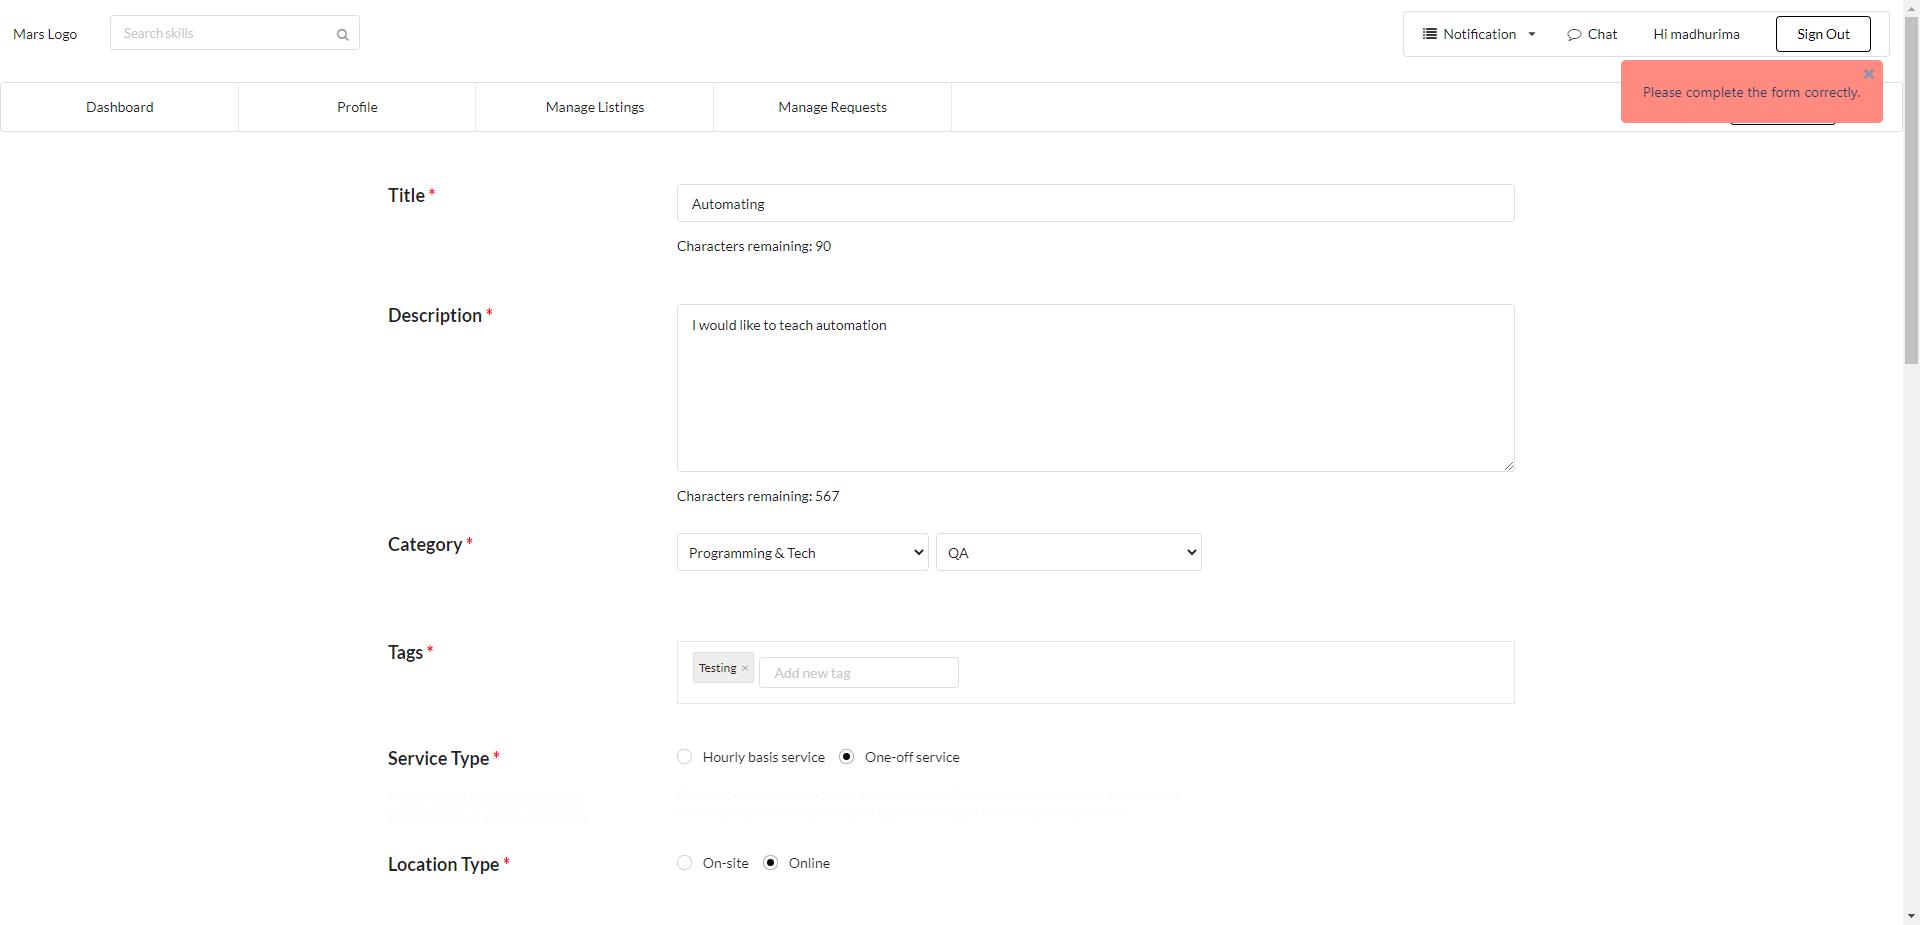 Mars Logo
Search skills
Notification
Chat
Hi madhurima
Sign Out
Please complete the form correctly.
Dashboard
Profile
Manage Listings
Manage Requests
Title *
Automating
Characters remaining: 90
Description *
I would like to teach automation
Characters remaining: 567
Category *
Programming & Tech
QA
Tags *
Testing ×
Add new tag
Service Type *
Hourly basis service
One-off service
Location Type *
On-site
Online